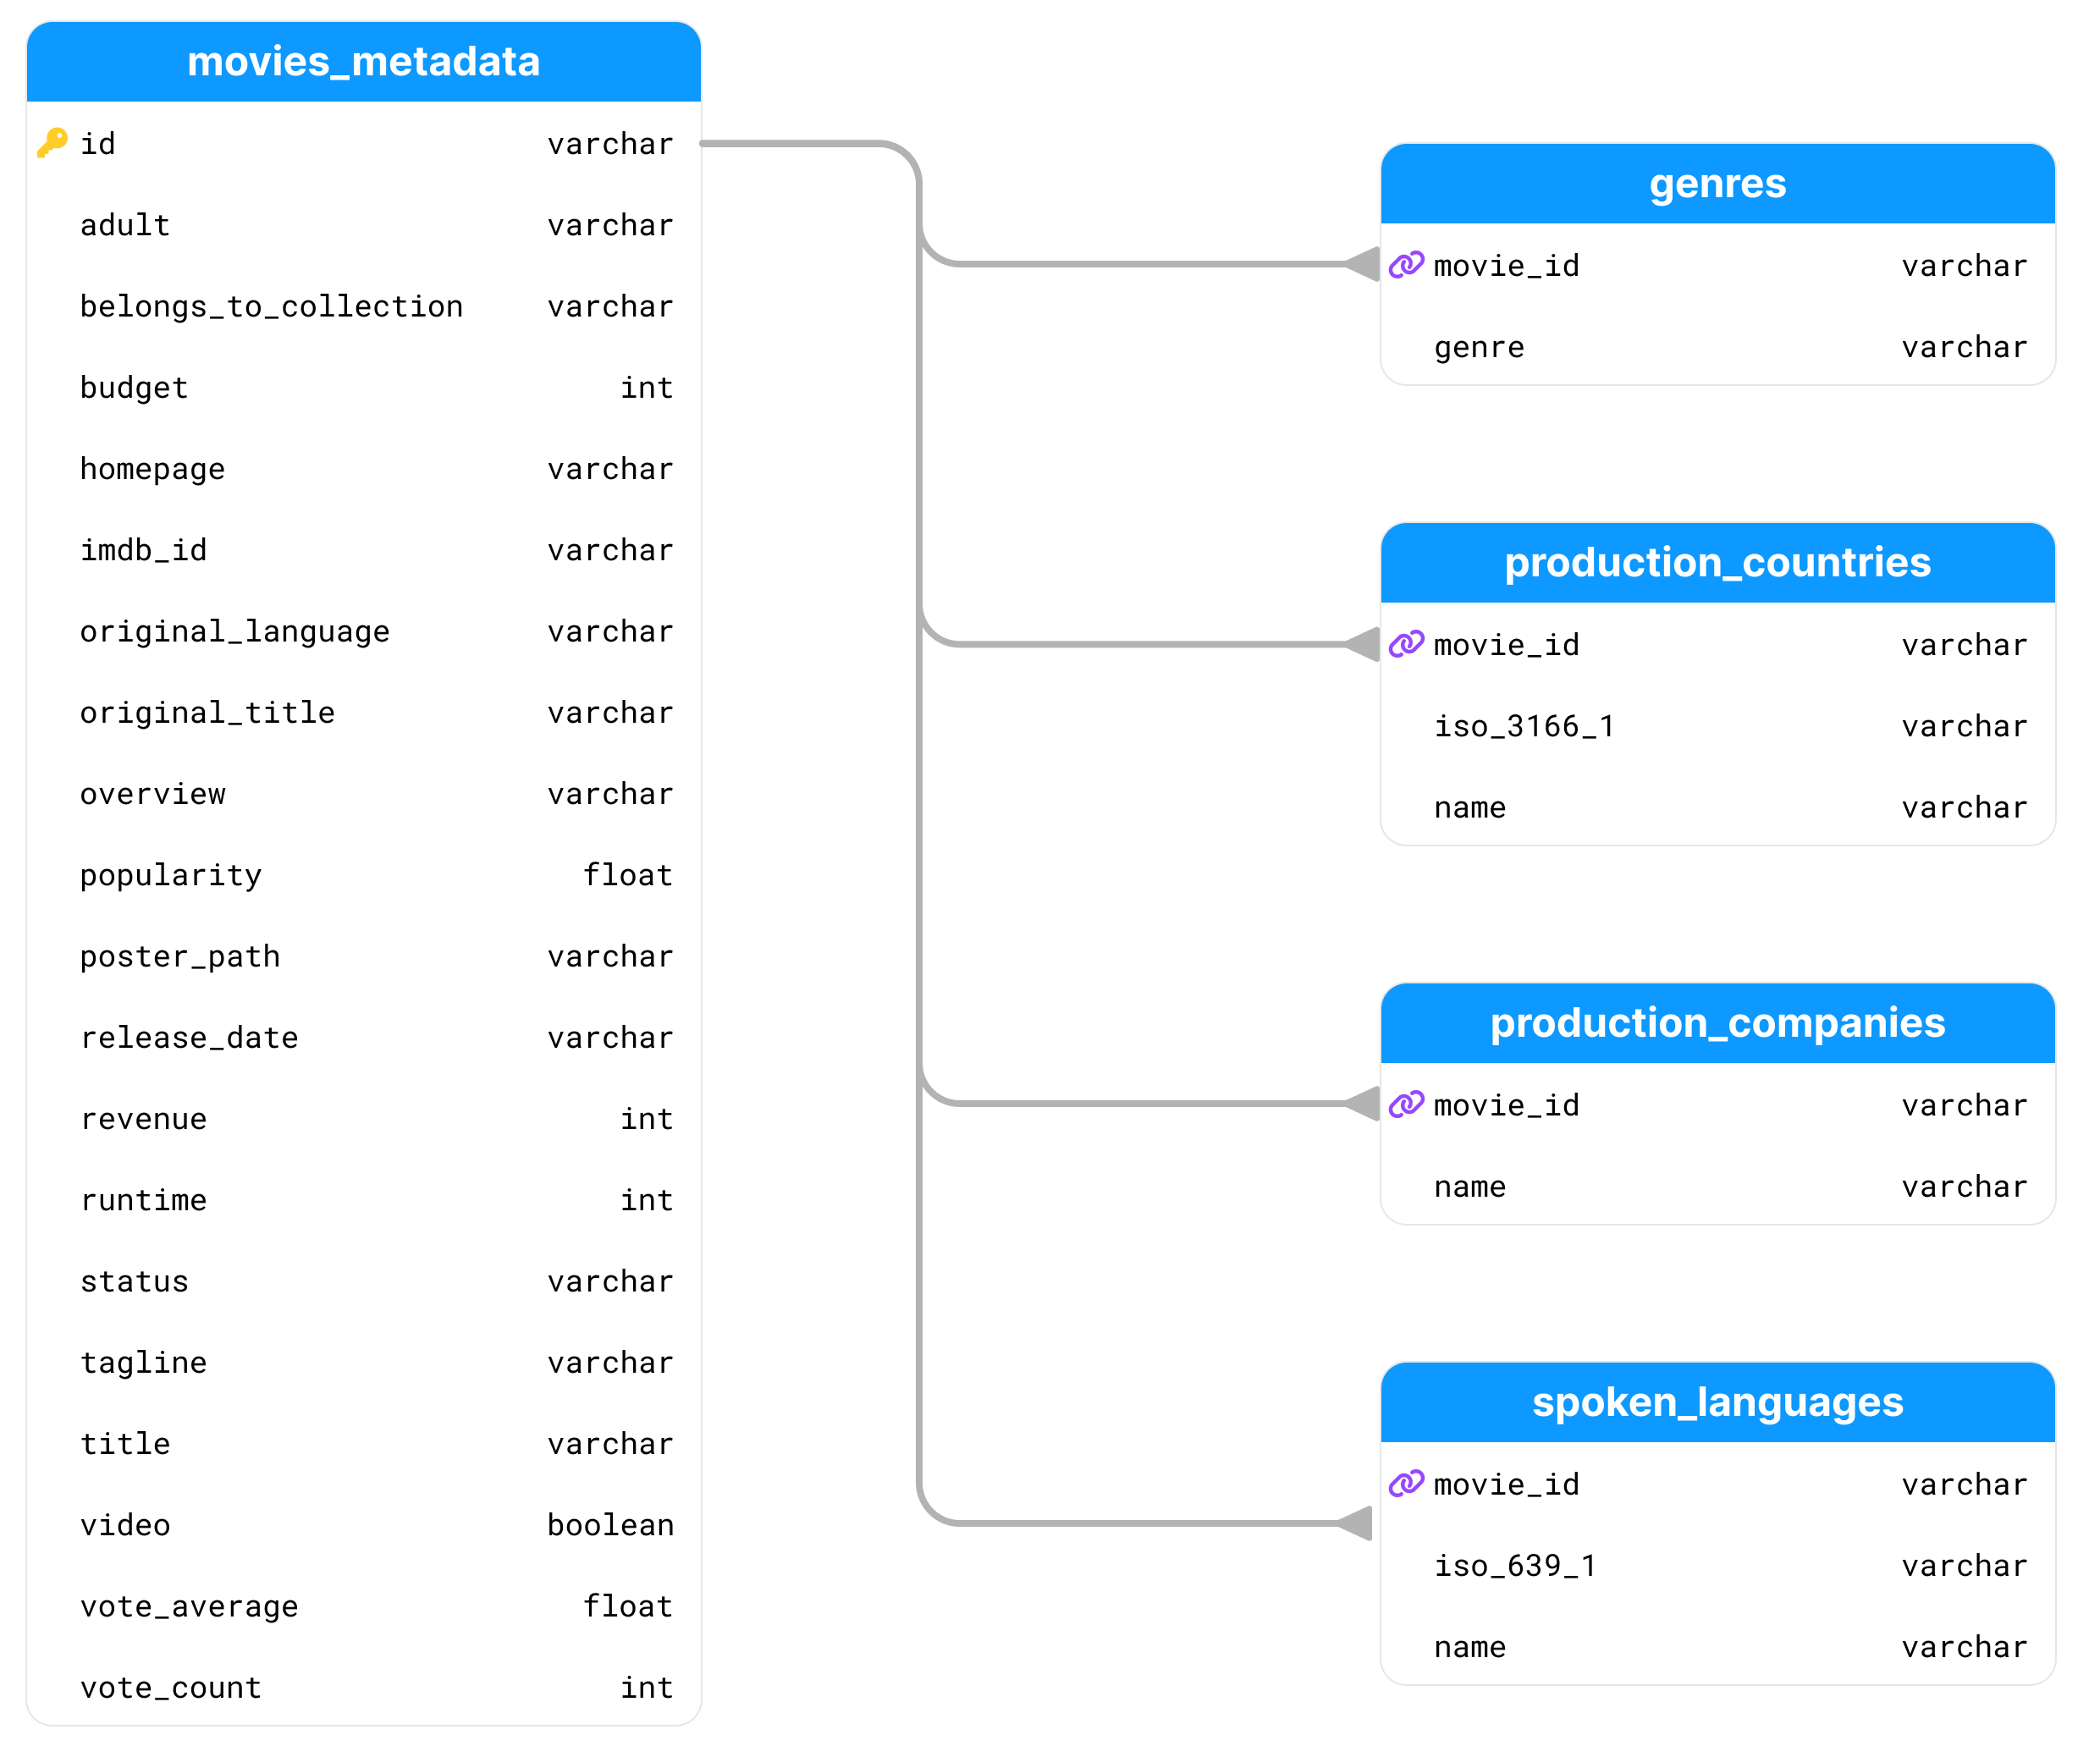 movies_metadata
id varchar
adult varchar
belongs_to_collection varchar
budget int
homepage varchar
imdb_id varchar
original_language varchar
original_title varchar
overview varchar
popularity float
poster_path varchar
release_date varchar
revenue int
runtime int
status varchar
tagline varchar
title varchar
video boolean
vote_average float
vote_count int
genres
movie_id varchar
genre varchar
production_countries
movie_id varchar
iso_3166_1 varchar
name varchar
production_companies
movie_id varchar
name varchar
spoken_languages
movie_id varchar
iso_639_1 varchar
name varchar